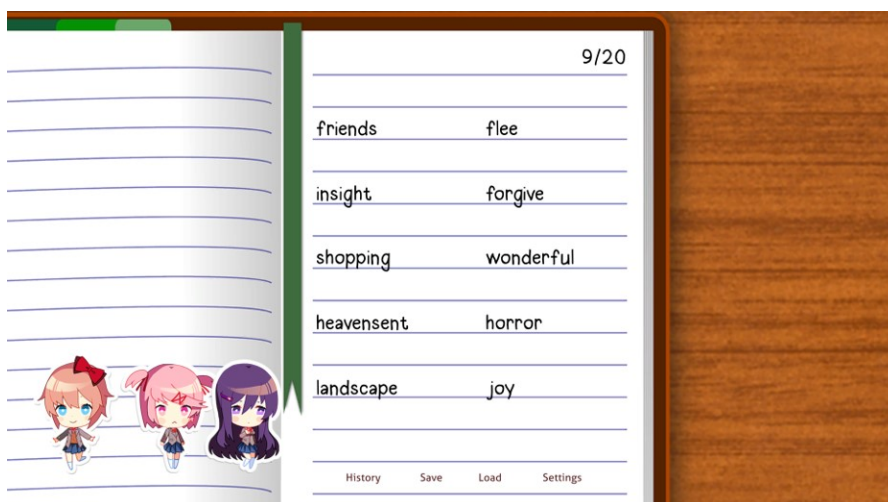 9/20
friends flee
insight forgive
shopping wonderful
heavensent horror
landscape joy
History Save Load Settings